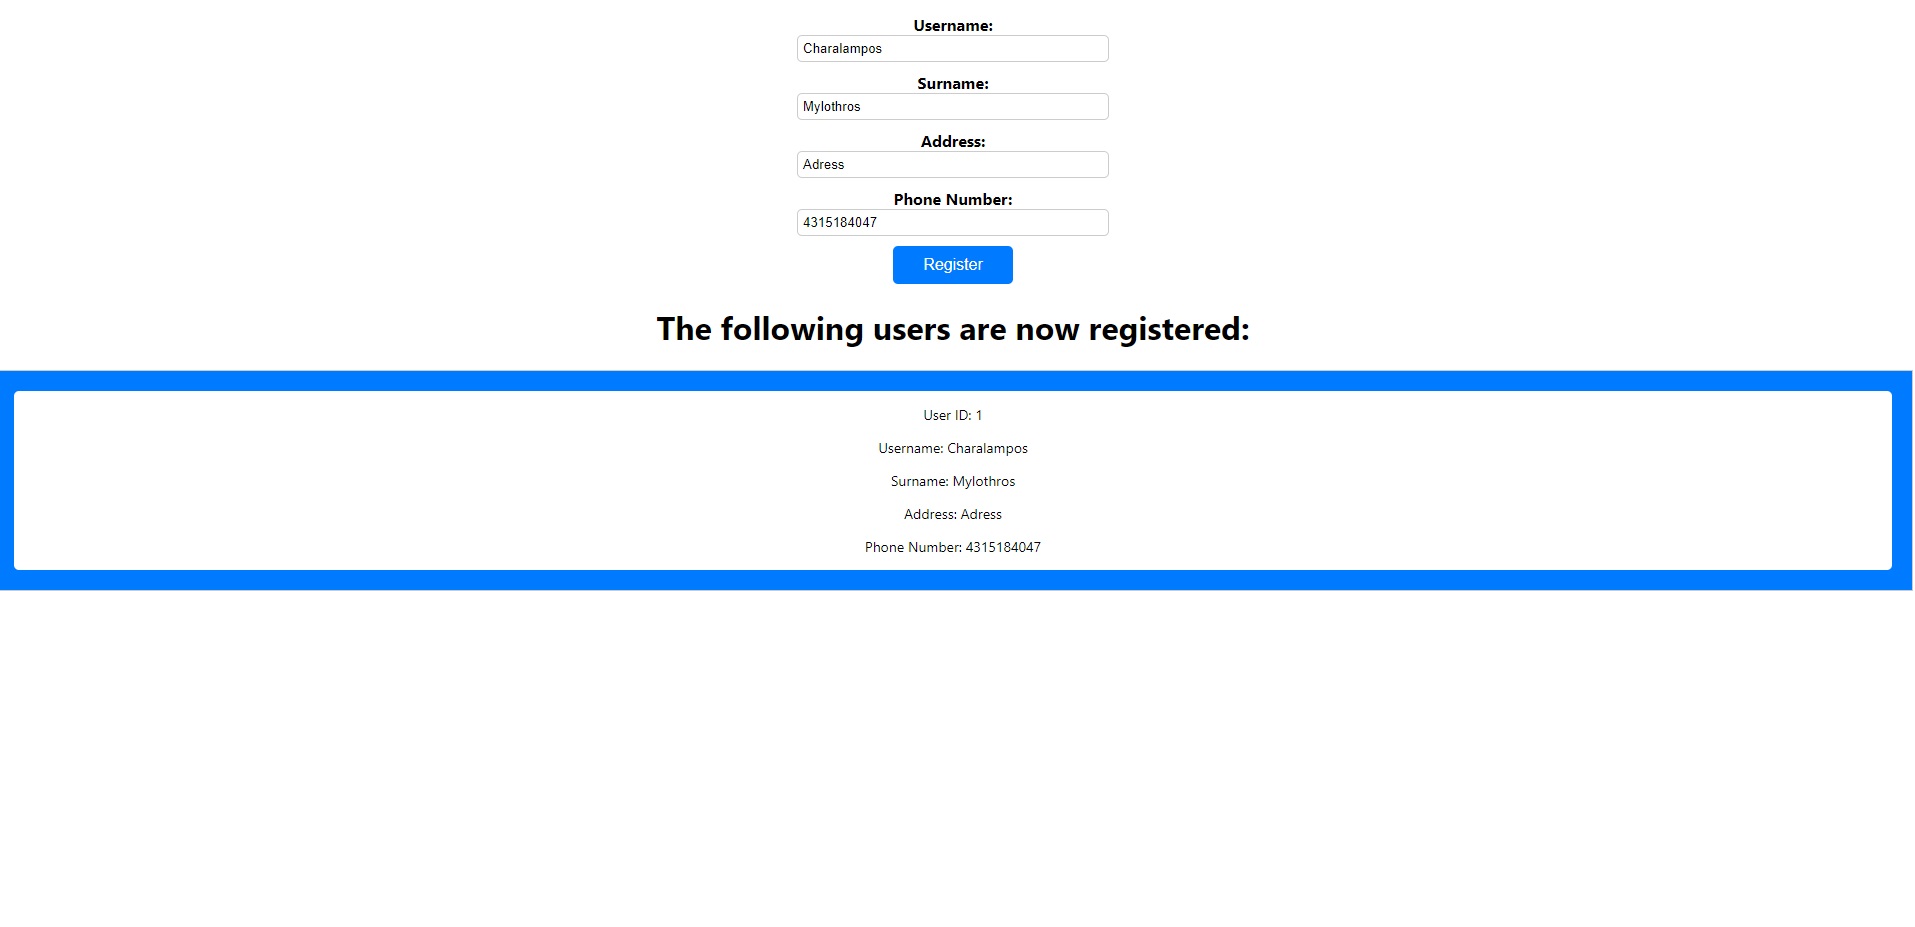 Username:
Charalampos
Surname:
Mylothros
Address:
Adress
Phone Number:
4315184047
Register
The following users are now registered:
User ID: 1
Username: Charalampos
Surname: Mylothros
Address: Adress
Phone Number: 4315184047